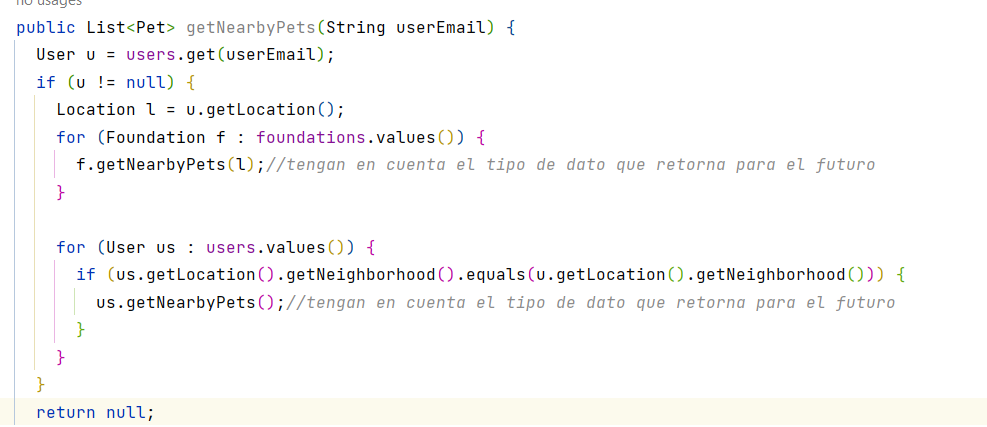 no usages
public List<Pet> getNearbyPets(String userEmail) {
User u = users.get(userEmail);
if (u != null) {
Location l = u.getLocation();
for (Foundation f : foundations.values()) {
f.getNearbyPets(l);//tengan en cuenta el tipo de dato que retorna para el futuro
}
for (User us : users.values()) {
if (us.getLocation().getNeighborhood().equals(u.getLocation().getNeighborhood())) {
us.getNearbyPets();//tengan en cuenta el tipo de dato que retorna para el futuro
}
}
}
return null;